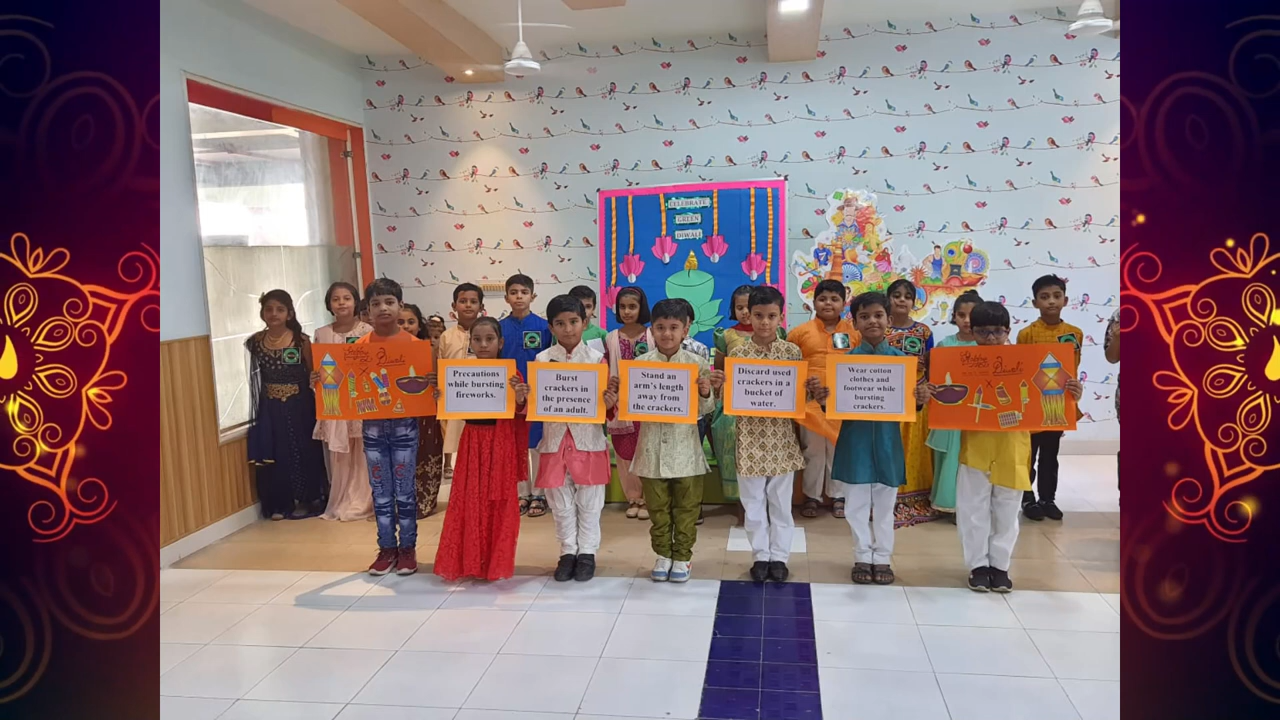 CELEBRATE
GREEN
DIWALI
Diwali
Precautions
while bursting
fireworks.
Burst
crackers in
the presence
of an adult.
Stand an
arm's length
away from
the crackers.
Discard used
crackers in a
bucket of
water.
Wear cotton
clothes and
footwear while
bursting
crackers.
Diwali